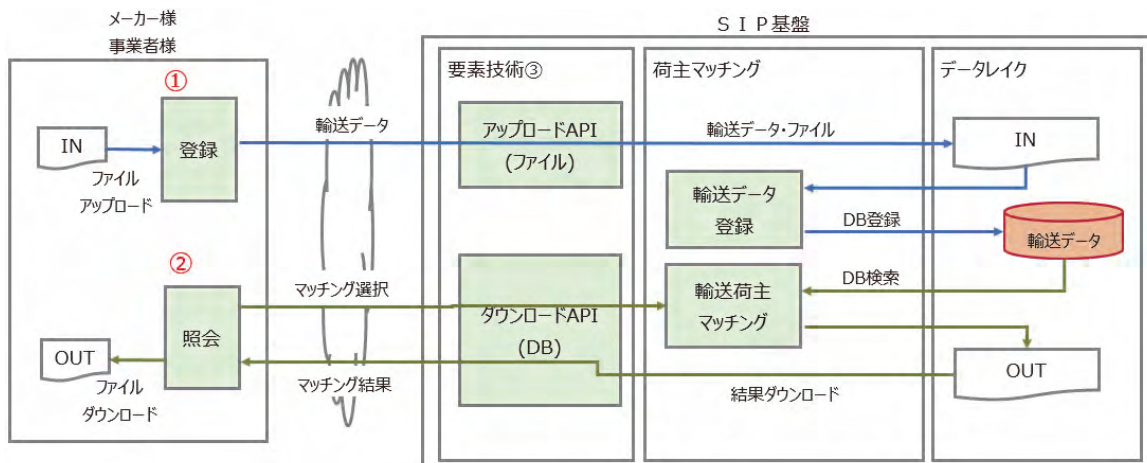 メーカー様
事業者様
SIP基盤
①
IN
登録
ファイル
アップロード
②
OUT
照会
ファイル
ダウンロード
輸送データ
マッチング選択
マッチング結果
要素技術③
アップロードAPI
(ファイル)
ダウンロードAPI
(DB)
荷主マッチング
輸送データ・ファイル
輸送データ
登録
DB登録
輸送荷主
マッチング
DB検索
結果ダウンロード
データレイク
IN
輸送データ
OUT